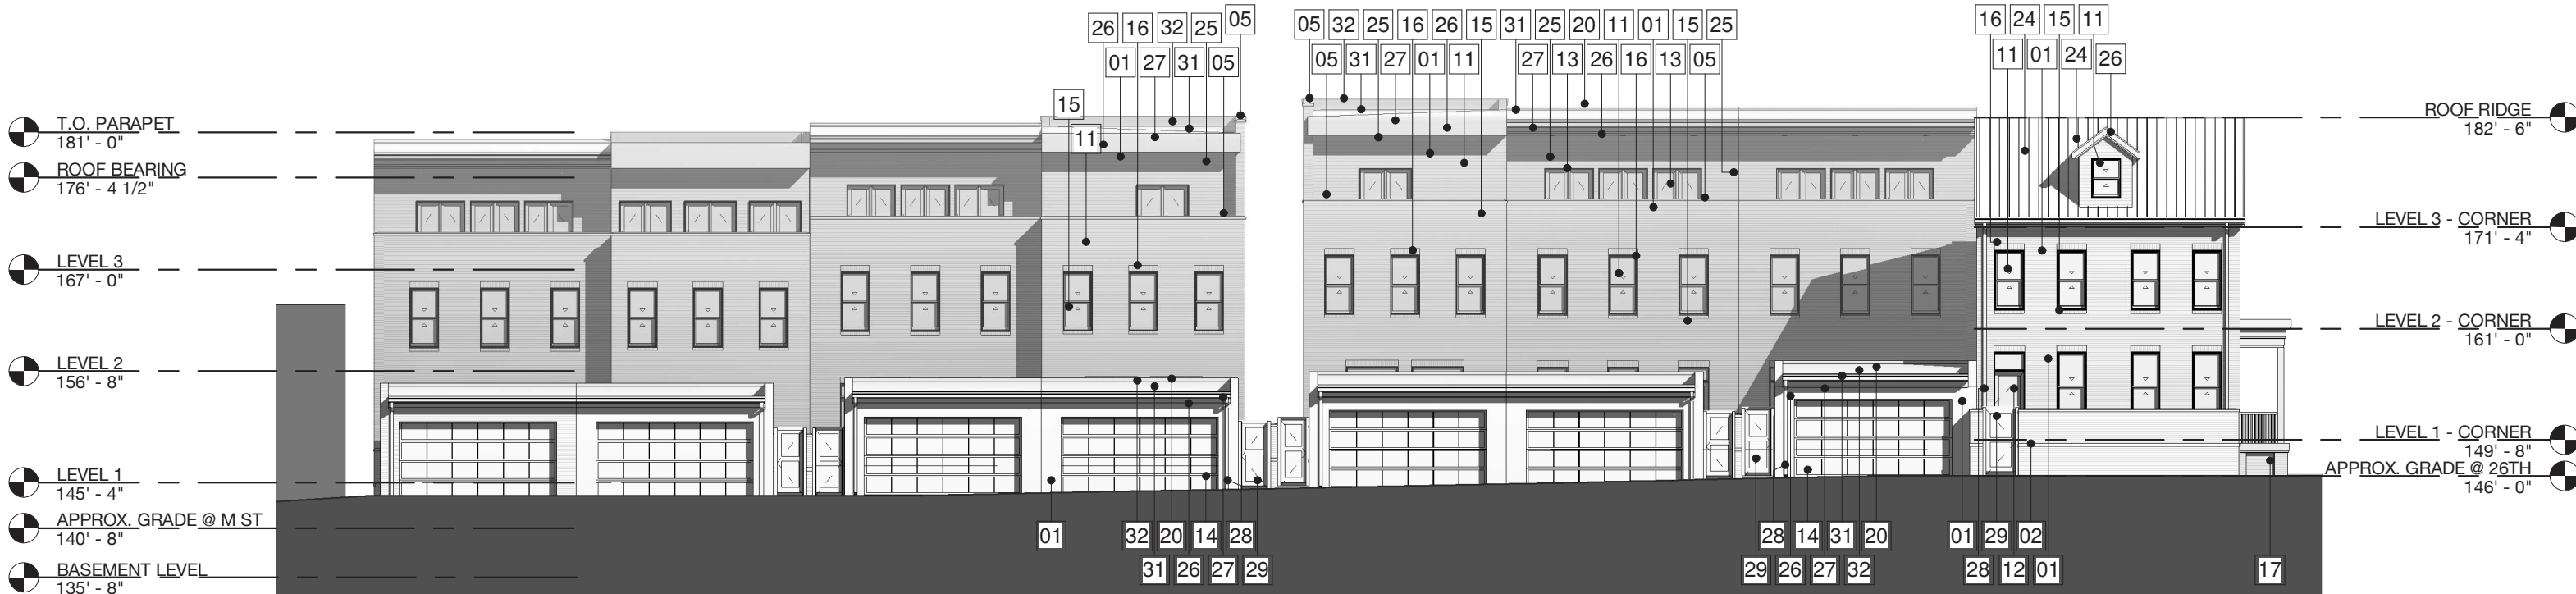 T.O. PARAPET
181' - 0"
ROOF BEARING
176' - 4 1/2"
LEVEL 3
167' - 0"
LEVEL 2
156' - 8"
LEVEL 1
145' - 4"
APPROX. GRADE @ M ST
140' - 8"
BASEMENT LEVEL
135' - 8"
26 16 32 25 05
01 27 31 05
15
11
05 32 25 16 26 15 31 25 20 11 01 15 25
05 31 27 01 11 27 13 26 16 13 05
16 24 15 11
11 01 24 26
01 32 20 14 28
31 26 27 29
28 14 31 20 01 29 02
29 26 27 32 28 12 01 17
ROOF RIDGE
182' - 6"
LEVEL 3 - CORNER
171' - 4"
LEVEL 2 - CORNER
161' - 0"
LEVEL 1 - CORNER
149' - 8"
APPROX. GRADE @ 26TH
146' - 0"